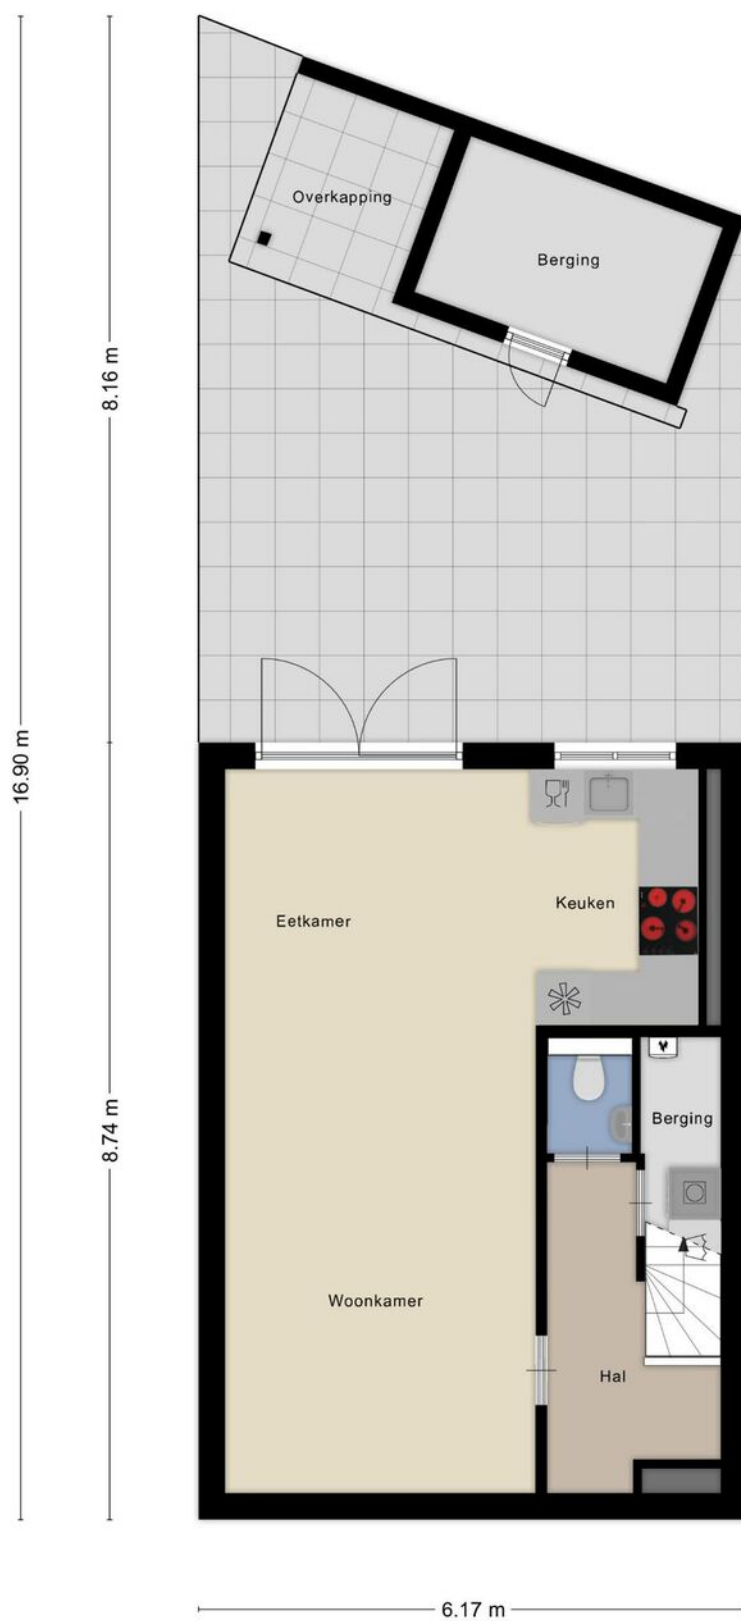 Overkapping
Berging
8.16 m
16.90 m
Eetkamer
Keuken
8.74 m
Berging
Woonkamer
Hal
6.17 m